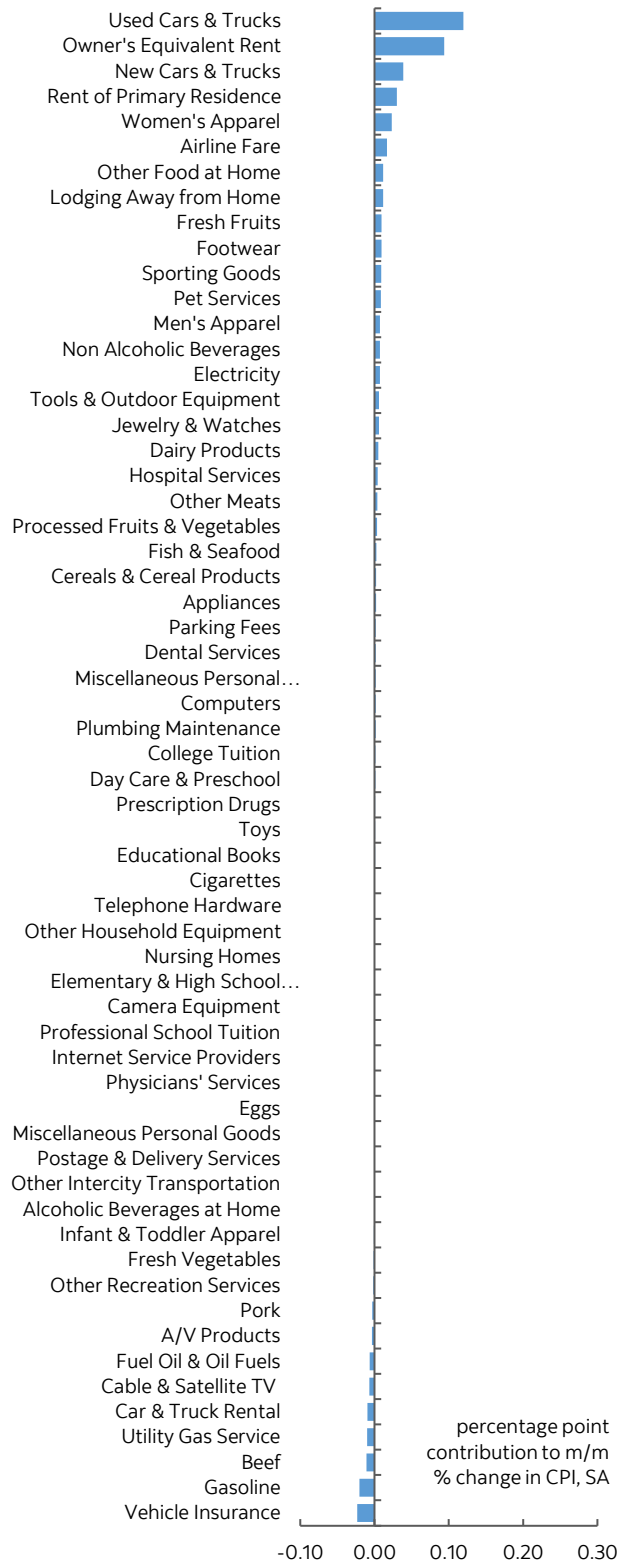 Used Cars & Trucks
Owner's Equivalent Rent
New Cars & Trucks
Rent of Primary Residence
Women's Apparel
Airline Fare
Other Food at Home
Lodging Away from Home
Fresh Fruits
Footwear
Sporting Goods
Pet Services
Men's Apparel
Non Alcoholic Beverages
Electricity
Tools & Outdoor Equipment
Jewelry & Watches
Dairy Products
Hospital Services
Other Meats
Processed Fruits & Vegetables
Fish & Seafood
Cereals & Cereal Products
Appliances
Parking Fees
Dental Services
Miscellaneous Personal…
Computers
Plumbing Maintenance
College Tuition
Day Care & Preschool
Prescription Drugs
Toys
Educational Books
Cigarettes
Telephone Hardware
Other Household Equipment
Nursing Homes
Elementary & High School…
Camera Equipment
Professional School Tuition
Internet Service Providers
Physicians' Services
Eggs
Miscellaneous Personal Goods
Postage & Delivery Services
Other Intercity Transportation
Alcoholic Beverages at Home
Infant & Toddler Apparel
Fresh Vegetables
Other Recreation Services
Pork
A/V Products
Fuel Oil & Oil Fuels
Cable & Satellite TV
Car & Truck Rental
Utility Gas Service
Beef
Gasoline
Vehicle Insurance
percentage point
contribution to m/m
% change in CPI, SA
-0.10 0.00 0.10 0.20 0.30